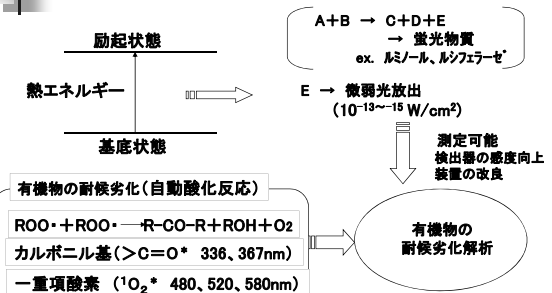 励起状態
熱エネルギー
基底状態
A+B → C+D+E
→ 蛍光物質
ex. ルミノール、ルシフェラーゼ
E → 微弱光放出
(10⁻¹³~⁻¹⁵ W/cm²)
測定可能
検出器の感度向上
装置の改良
有機物の耐候劣化(自動酸化反応)
ROO・+ROO・ →R-CO-R+ROH+O2
カルボニル基(>C=O* 336、367nm)
一重項酸素 (¹O₂* 480、520、580nm)
有機物の
耐候劣化解析